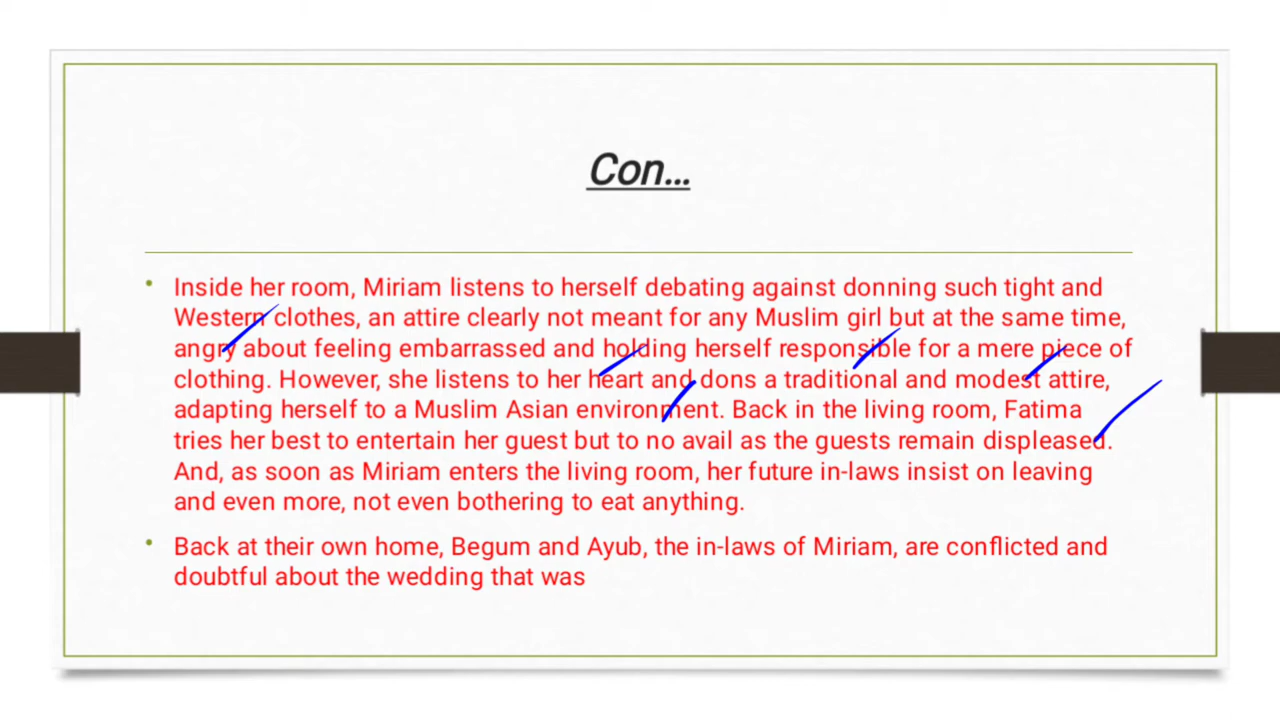 Con...
Inside her room, Miriam listens to herself debating against donning such tight and
Western clothes, an attire clearly not meant for any Muslim girl but at the same time,
angry about feeling embarrassed and holding herself responsible for a mere piece of
clothing. However, she listens to her heart and dons a traditional and modest attire,
adapting herself to a Muslim Asian environment. Back in the living room, Fatima
tries her best to entertain her guest but to no avail as the guests remain displeased.
And, as soon as Miriam enters the living room, her future in-laws insist on leaving
and even more, not even bothering to eat anything.
Back at their own home, Begum and Ayub, the in-laws of Miriam, are conflicted and
doubtful about the wedding that was